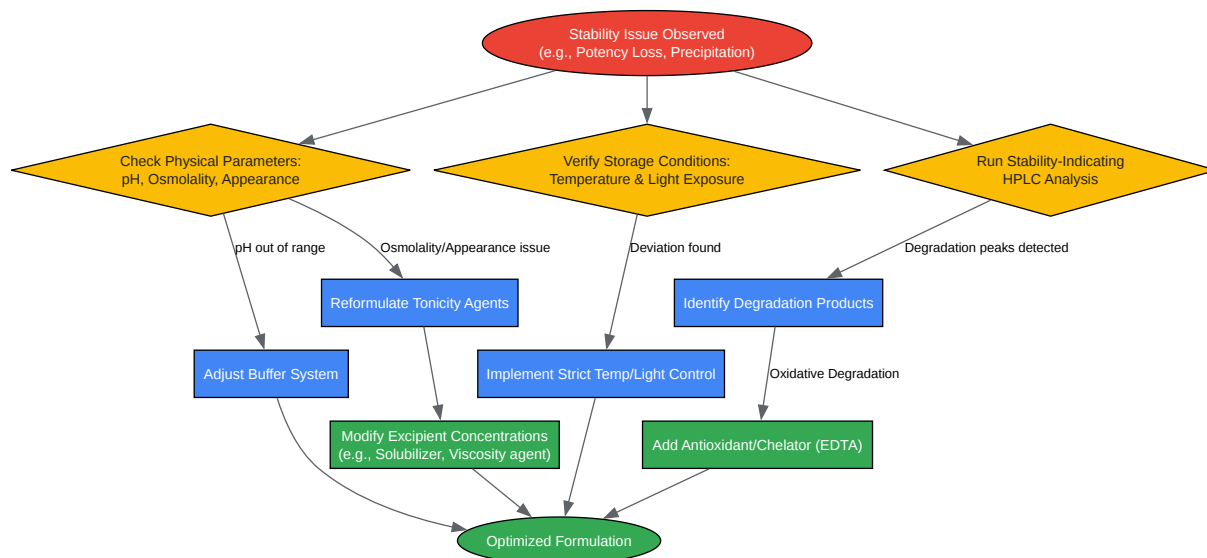 Stability Issue Observed
(e.g., Potency Loss, Precipitation)
Check Physical Parameters:
pH, Osmolality, Appearance
Verify Storage Conditions:
Temperature & Light Exposure
Run Stability-Indicating
HPLC Analysis
pH out of range
Osmolality/Appearance issue
Deviation found
Degradation peaks detected
Reformulate Tonicity Agents
Identify Degradation Products
Adjust Buffer System
Implement Strict Temp/Light Control
Oxidative Degradation
Modify Excipient Concentrations
(e.g., Solubilizer, Viscosity agent)
Add Antioxidant/Chelator (EDTA)
Optimized Formulation